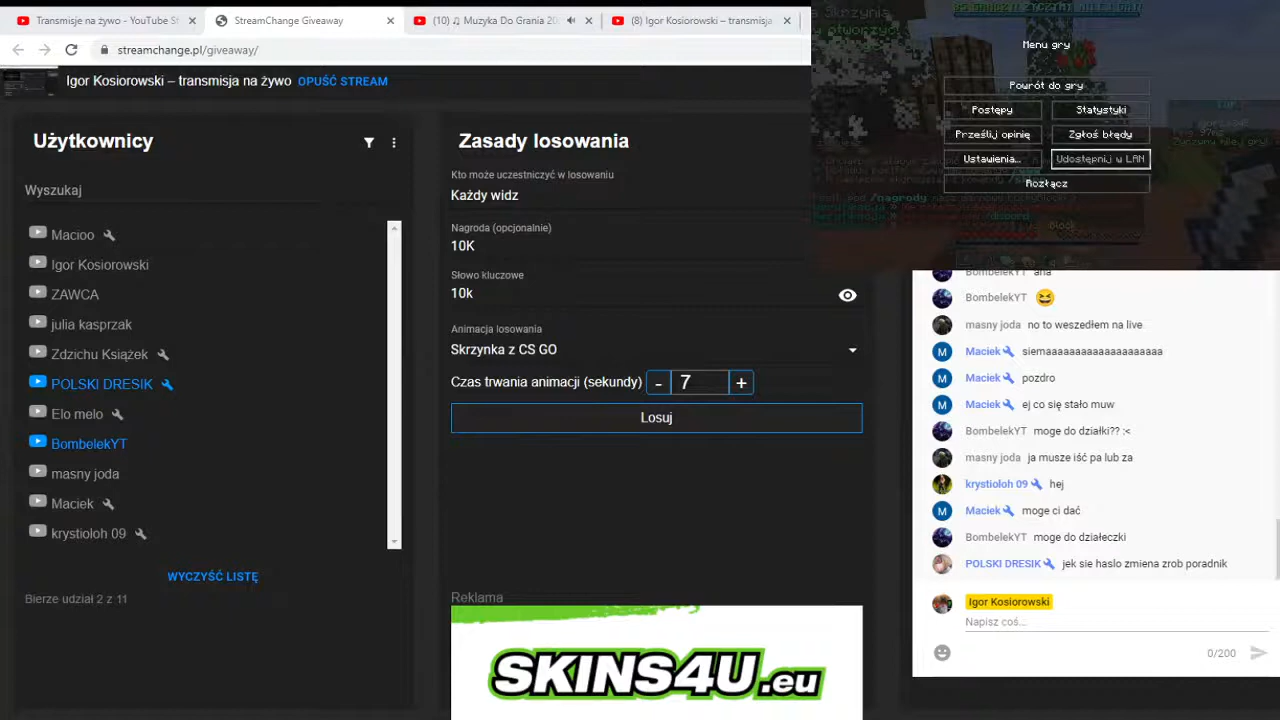 Transmisje na żywo - YouTube St
StreamChange Giveaway
(10) ♫ Muzyka Do Grania 20
(8) Igor Kosiorowski – transmisja
streamchange.pl/giveaway/
Igor Kosiorowski – transmisja na żywo OPUŚĆ STREAM
Użytkownicy
Wyszukaj
Macioo
Igor Kosiorowski
ZAWCA
julia kasprzak
Zdzichu Książek
POLSKI DRESIK
Elo melo
BombelekYT
masny joda
Maciek
krystioloh 09
WYCZYŚĆ LISTĘ
Bierze udział 2 z 11
Zasady losowania
Kto może uczestniczyć w losowaniu
Każdy widz
Nagroda (opcjonalnie)
10K
Słowo kluczowe
10k
Animacja losowania
Skrzynka z CS GO
Czas trwania animacji (sekundy) - 7 +
Losuj
Reklama
SKINS4U.eu
Menu gry
Powrót do gry
Postępy
Statystyki
Prześlij opinię
Zgłoś błędy
Ustawienia...
Udostępnij w LAN
Rozłącz
/nagrody
BombelekYT aha
BombelekYT 😆
masny joda no to weszedłem na live
Maciek siemaaaaaaaaaaaaaaaaaaaa
Maciek pozdro
Maciek ej co się stało muw
BombelekYT moge do działki?? :<
masny joda ja musze iść pa lub za
krystioloh 09 hej
Maciek moge ci dać
BombelekYT moge do działeczki
POLSKI DRESIK jek sie haslo zmiena zrob poradnik
Igor Kosiorowski
Napisz coś...
0/200